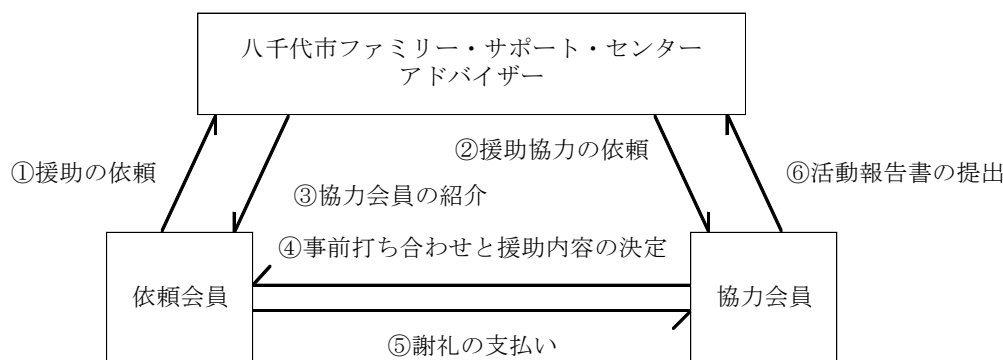 八千代市ファミリー・サポート・センター
アドバイザー
①援助の依頼
②援助協力の依頼
⑥活動報告書の提出
③協力会員の紹介
④事前打ち合わせと援助内容の決定
依頼会員
協力会員
⑤謝礼の支払い